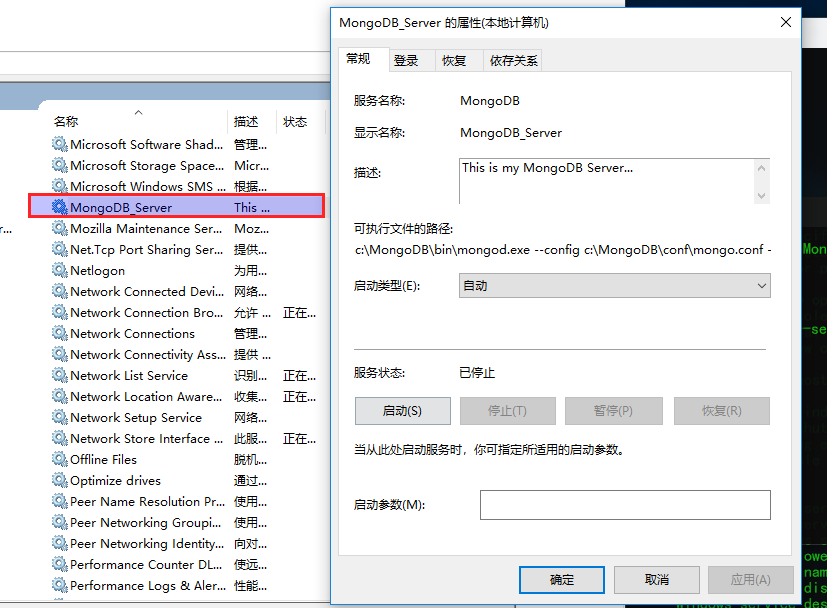 MongoDB_Server 的属性(本地计算机)
常规 登录 恢复 依存关系
服务名称: MongoDB
显示名称: MongoDB_Server
描述: This is my MongoDB Server...
可执行文件的路径:
c:\MongoDB\bin\mongod.exe --config c:\MongoDB\conf\mongo.conf -
启动类型(E): 自动
服务状态: 已停止
启动(S) 停止(T) 暂停(P) 恢复(R)
当从此处启动服务时，你可指定所适用的启动参数。
启动参数(M):
确定 取消 应用(A)
名称 描述 状态
Microsoft Software Shad... 管理...
Microsoft Storage Space... Micr...
Microsoft Windows SMS ... 根据...
MongoDB_Server This ...
Mozilla Maintenance Ser... Moz...
Net.Tcp Port Sharing Ser... 提供...
Netlogon 为用...
Network Connected Devi... 网络...
Network Connection Bro... 允许 ... 正在...
Network Connections 管理...
Network Connectivity Ass... 提供 ...
Network List Service 识别... 正在...
Network Location Aware... 收集... 正在...
Network Setup Service 网络...
Network Store Interface ... 此服... 正在...
Offline Files 脱机...
Optimize drives 通过...
Peer Name Resolution Pr... 使用...
Peer Networking Groupi... 使用...
Peer Networking Identity... 向对...
Performance Counter DL... 使远...
Performance Logs & Aler... 性能...
r...
Mon
-se